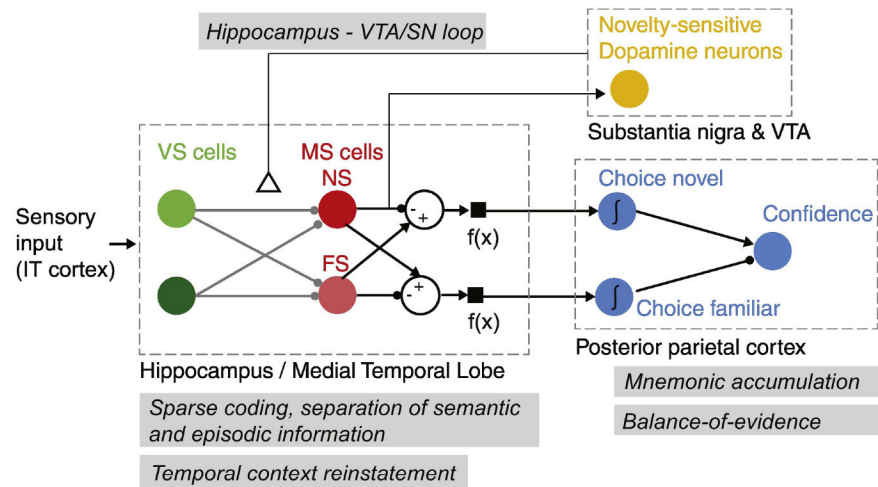 Hippocampus - VTA/SN loop
Novelty-sensitive
Dopamine neurons
Substantia nigra & VTA
VS cells
MS cells
NS
FS
Sensory
input
(IT cortex)
-
+
f(x)
-
+
f(x)
Hippocampus / Medial Temporal Lobe
Choice novel
∫
Confidence
∫
Choice familiar
Posterior parietal cortex
Sparse coding, separation of semantic
and episodic information
Temporal context reinstatement
Mnemonic accumulation
Balance-of-evidence